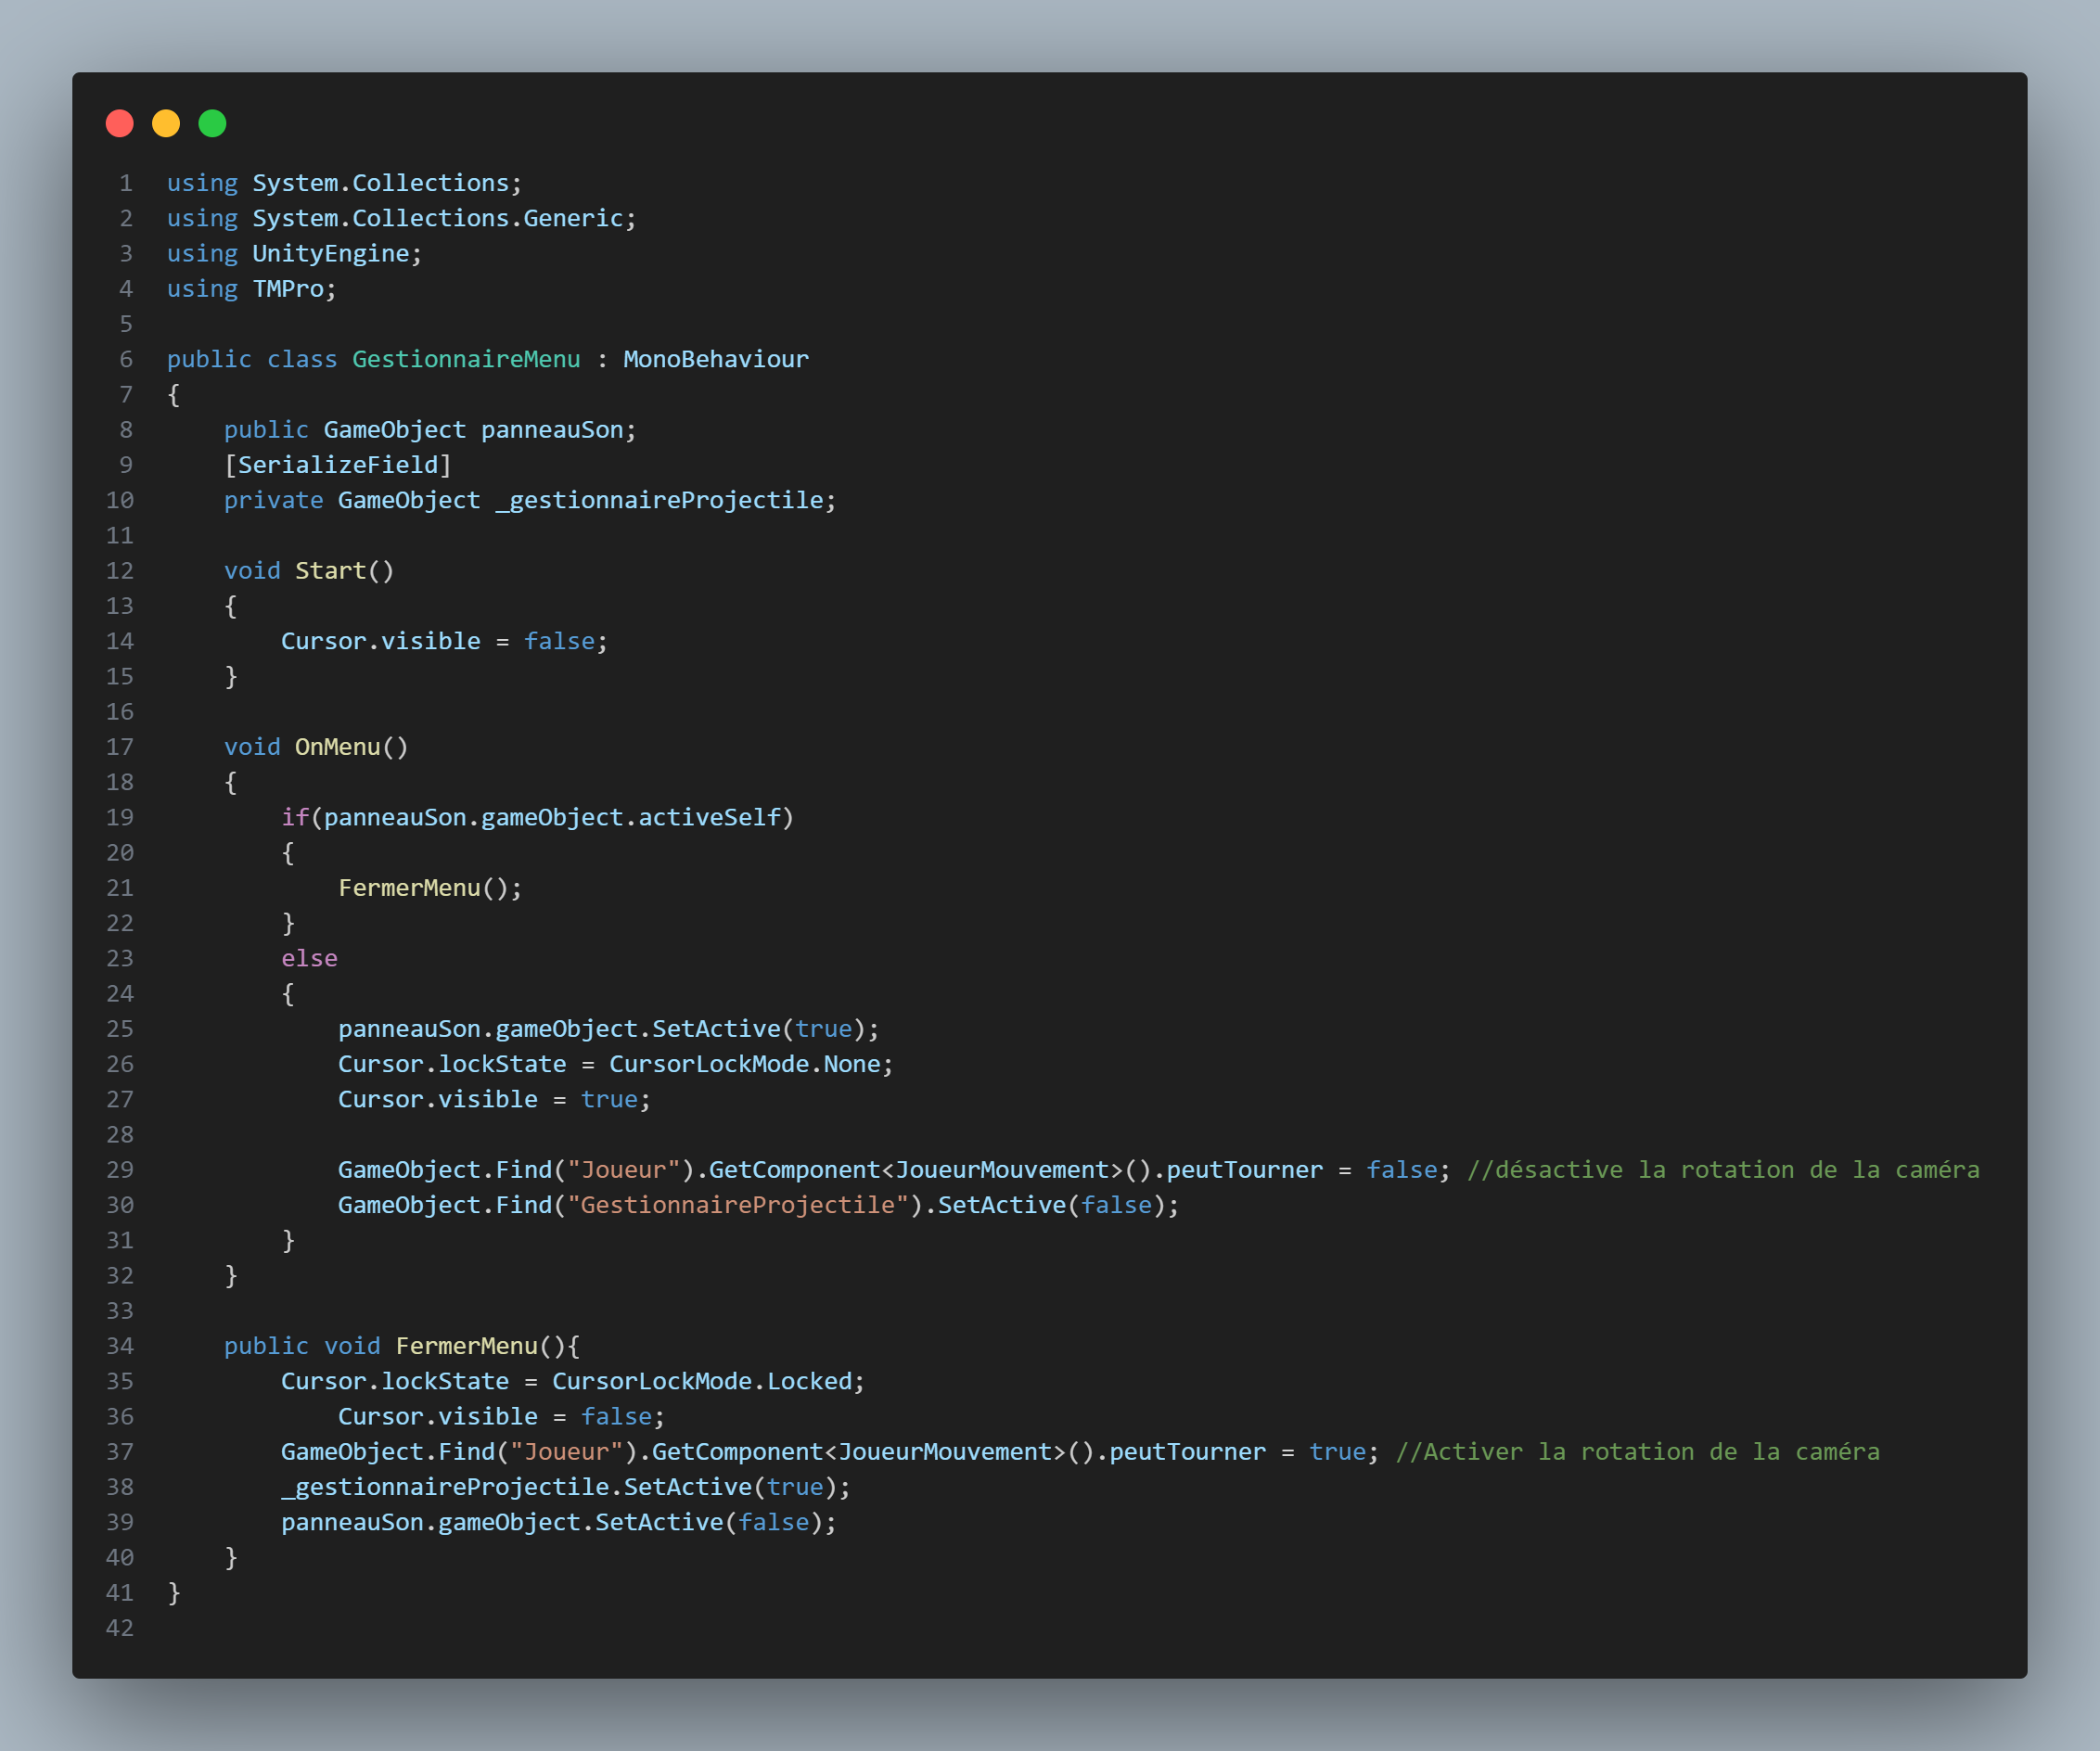 1 using System.Collections;
2 using System.Collections.Generic;
3 using UnityEngine;
4 using TMPro;
5
6 public class GestionnaireMenu : MonoBehaviour
7 {
8     public GameObject panneauSon;
9     [SerializeField]
10     private GameObject _gestionnaireProjectile;
11
12     void Start()
13     {
14         Cursor.visible = false;
15     }
16
17     void OnMenu()
18     {
19         if(panneauSon.gameObject.activeSelf)
20         {
21             FermerMenu();
22         }
23         else
24         {
25             panneauSon.gameObject.SetActive(true);
26             Cursor.lockState = CursorLockMode.None;
27             Cursor.visible = true;
28
29             GameObject.Find("Joueur").GetComponent<JoueurMouvement>().peutTourner = false; //désactive la rotation de la caméra
30             GameObject.Find("GestionnaireProjectile").SetActive(false);
31         }
32     }
33
34     public void FermerMenu(){
35         Cursor.lockState = CursorLockMode.Locked;
36             Cursor.visible = false;
37         GameObject.Find("Joueur").GetComponent<JoueurMouvement>().peutTourner = true; //Activer la rotation de la caméra
38         _gestionnaireProjectile.SetActive(true);
39         panneauSon.gameObject.SetActive(false);
40     }
41 }
42